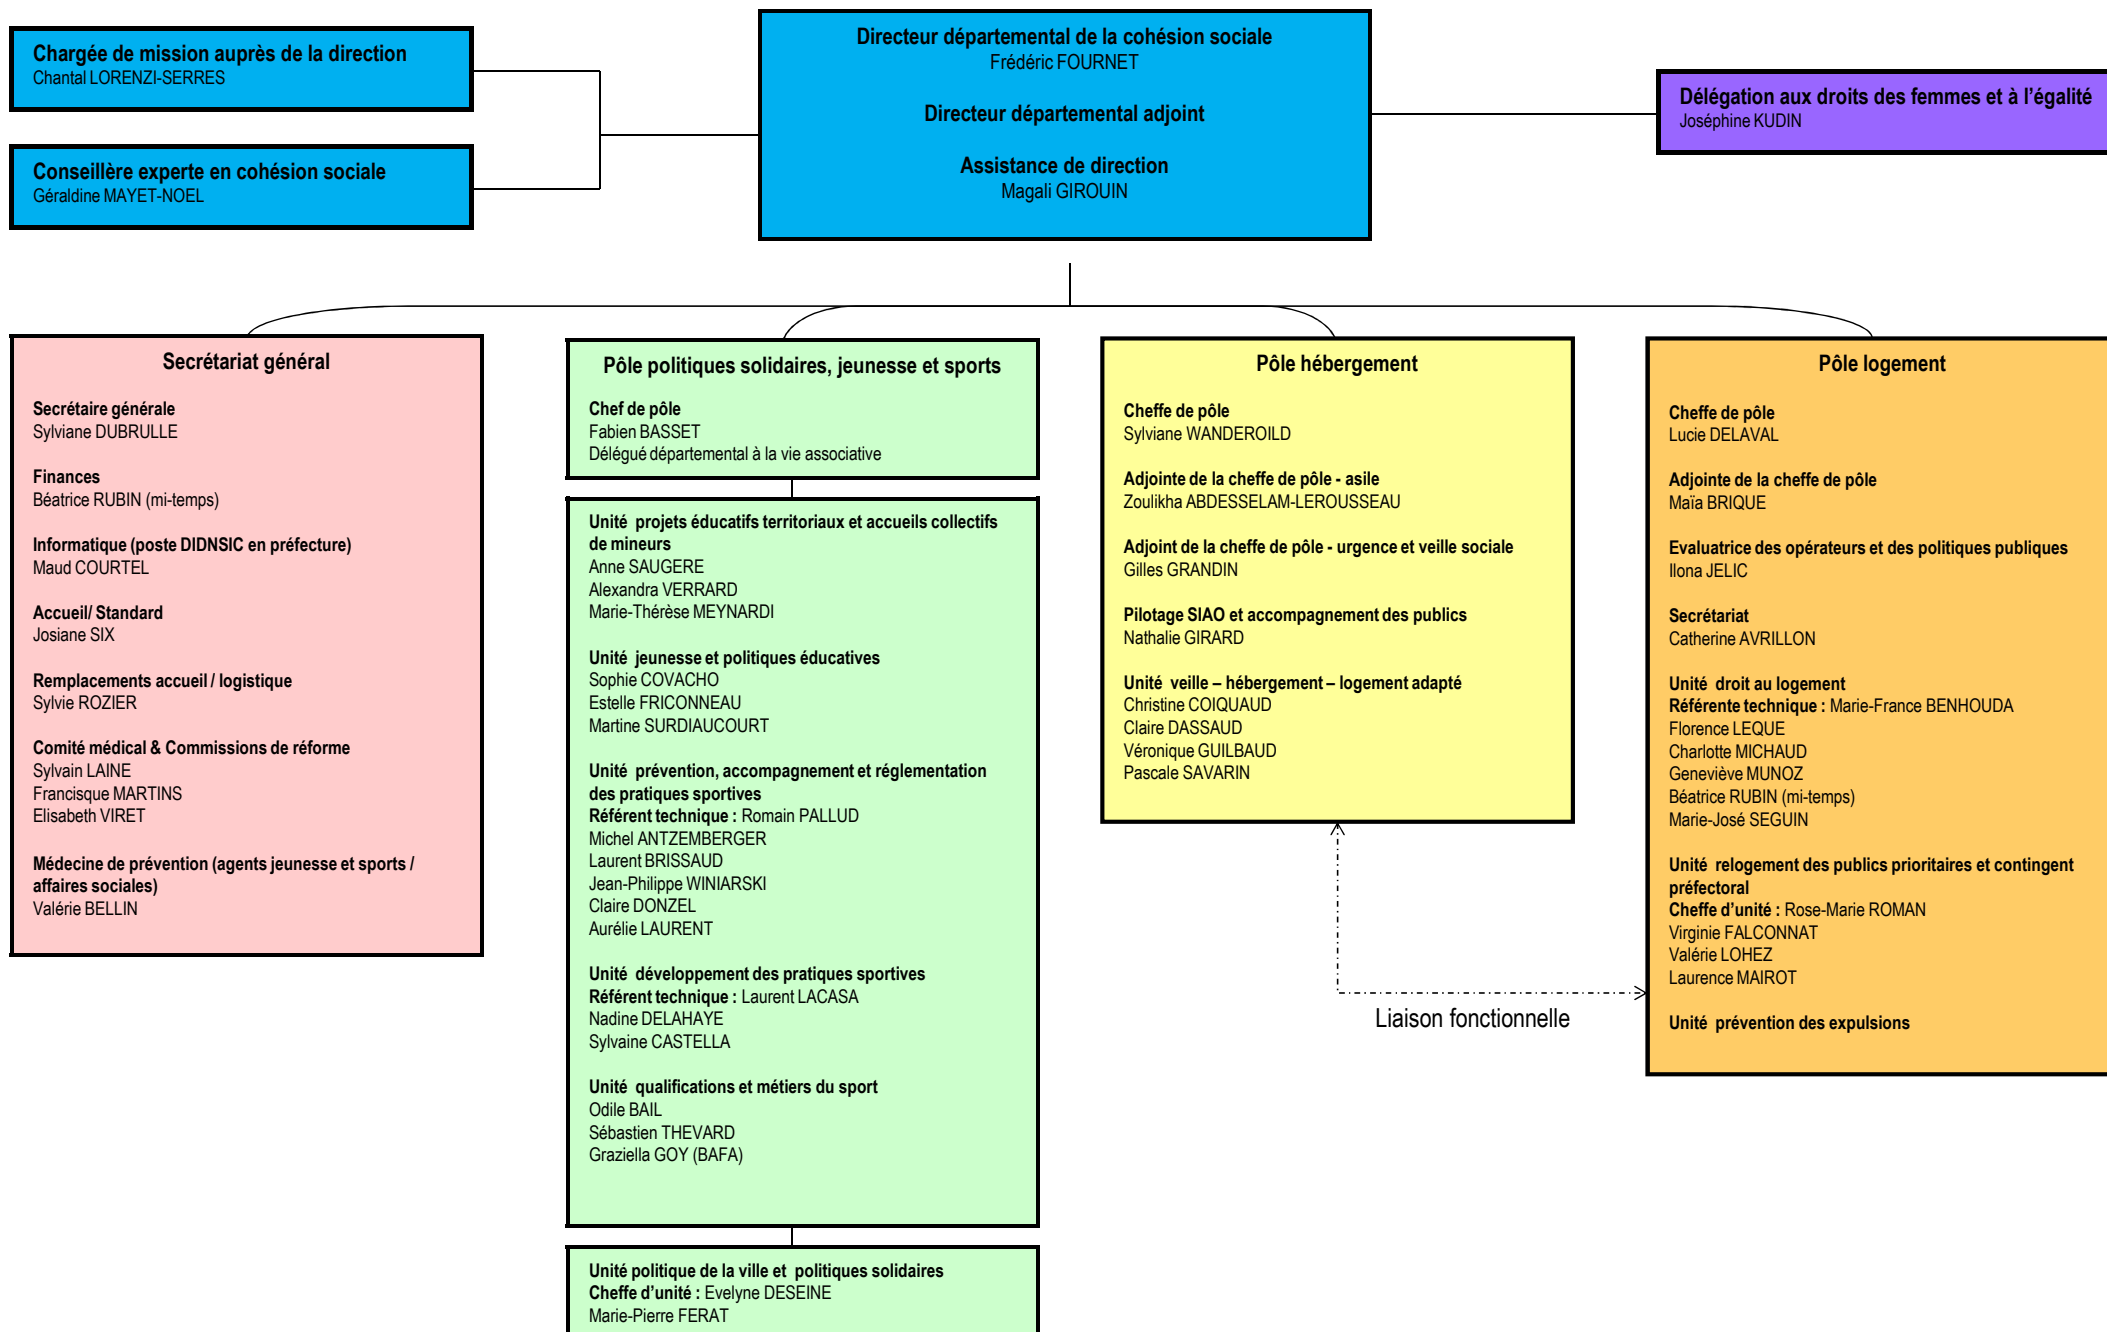 Chargée de mission auprès de la direction
Chantal LORENZI-SERRES
Conseillère experte en cohésion sociale
Géraldine MAYET-NOEL
Directeur départemental de la cohésion sociale
Frédéric FOURNET
Directeur départemental adjoint
Assistance de direction
Magali GIROUIN
Délégation aux droits des femmes et à l'égalité
Joséphine KUDIN
Secrétariat général
Secrétaire générale
Sylviane DUBRULLE
Finances
Béatrice RUBIN (mi-temps)
Informatique (poste DIDNSIC en préfecture)
Maud COURTEL
Accueil/ Standard
Josiane SIX
Remplacements accueil / logistique
Sylvie ROZIER
Comité médical & Commissions de réforme
Sylvain LAINE
Francisque MARTINS
Elisabeth VIRET
Médecine de prévention (agents jeunesse et sports /
affaires sociales)
Valérie BELLIN
Pôle politiques solidaires, jeunesse et sports
Chef de pôle
Fabien BASSET
Délégué départemental à la vie associative
Unité projets éducatifs territoriaux et accueils collectifs
de mineurs
Anne SAUGERE
Alexandra VERRARD
Marie-Thérèse MEYNARDI
Unité jeunesse et politiques éducatives
Sophie COVACHO
Estelle FRICONNEAU
Martine SURDIAUCOURT
Unité prévention, accompagnement et réglementation
des pratiques sportives
Référent technique : Romain PALLUD
Michel ANTZEMBERGER
Laurent BRISSAUD
Jean-Philippe WINIARSKI
Claire DONZEL
Aurélie LAURENT
Unité développement des pratiques sportives
Référent technique : Laurent LACASA
Nadine DELAHAYE
Sylvaine CASTELLA
Unité qualifications et métiers du sport
Odile BAIL
Sébastien THEVARD
Graziella GOY (BAFA)
Unité politique de la ville et politiques solidaires
Cheffe d'unité : Evelyne DESEINE
Marie-Pierre FERAT
Pôle hébergement
Cheffe de pôle
Sylviane WANDEROILD
Adjointe de la cheffe de pôle - asile
Zoulikha ABDESSELAM-LEROUSSEAU
Adjoint de la cheffe de pôle - urgence et veille sociale
Gilles GRANDIN
Pilotage SIAO et accompagnement des publics
Nathalie GIRARD
Unité veille – hébergement – logement adapté
Christine COIQUAUD
Claire DASSAUD
Véronique GUILBAUD
Pascale SAVARIN
Liaison fonctionnelle
Pôle logement
Cheffe de pôle
Lucie DELAVAL
Adjointe de la cheffe de pôle
Maïa BRIQUE
Evaluatrice des opérateurs et des politiques publiques
Ilona JELIC
Secrétariat
Catherine AVRILLON
Unité droit au logement
Référente technique : Marie-France BENHOUDA
Florence LEQUE
Charlotte MICHAUD
Geneviève MUNOZ
Béatrice RUBIN (mi-temps)
Marie-José SEGUIN
Unité relogement des publics prioritaires et contingent
préfectoral
Cheffe d'unité : Rose-Marie ROMAN
Virginie FALCONNAT
Valérie LOHEZ
Laurence MAIROT
Unité prévention des expulsions